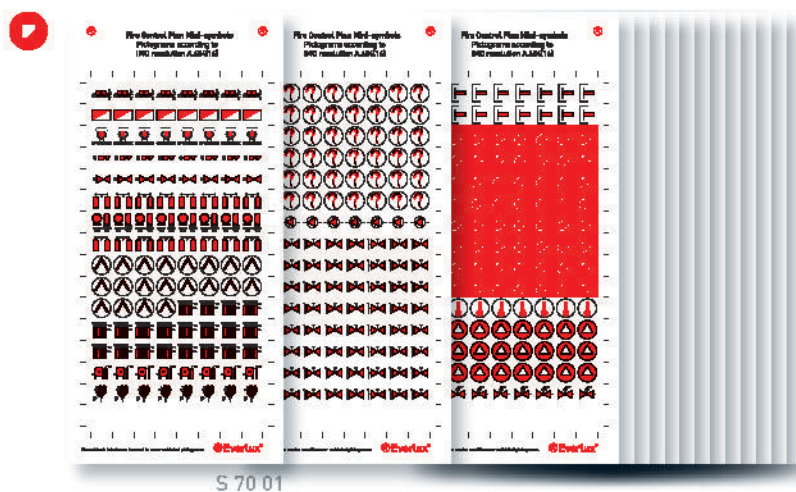 Fire Control Plan Mini-symbols
Pictograms according to
IMO resolution A.654(16)
Fire Control Plan Mini-symbols
Pictograms according to
IMO resolution A.654(16)
Fire Control Plan Mini-symbols
Pictograms according to
IMO resolution A.654(16)
Everlux
Everlux
Everlux
S 70 01